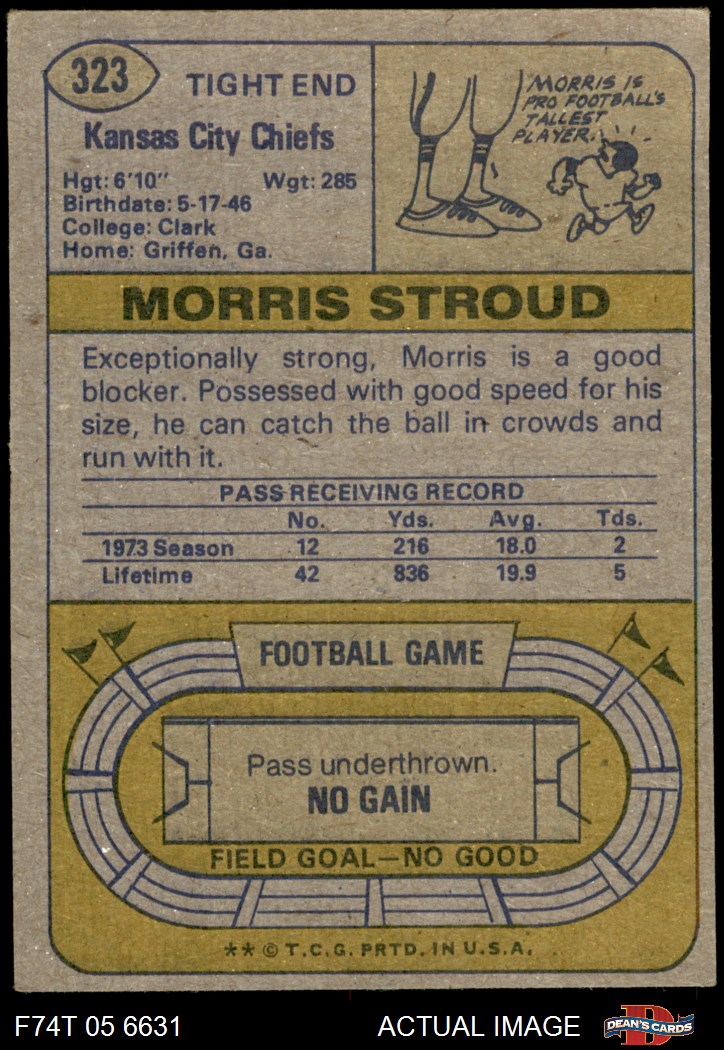 323
TIGHT END
Kansas City Chiefs
Hgt: 6'10" Wgt: 285
Birthdate: 5-17-46
College: Clark
Home: Griffen, Ga.
MORRIS IS
PRO FOOTBALL'S
TALLEST
PLAYER.
MORRIS STROUD
Exceptionally strong, Morris is a good
blocker. Possessed with good speed for his
size, he can catch the ball in crowds and
run with it.
PASS RECEIVING RECORD
No. Yds. Avg. Tds.
1973 Season 12 216 18.0 2
Lifetime 42 836 19.9 5
FOOTBALL GAME
Pass underthrown.
NO GAIN
FIELD GOAL—NO GOOD
** © T.C.G. PRTD. IN U.S.A.
F74T 05 6631 ACTUAL IMAGE
D
DEAN'S CARDS